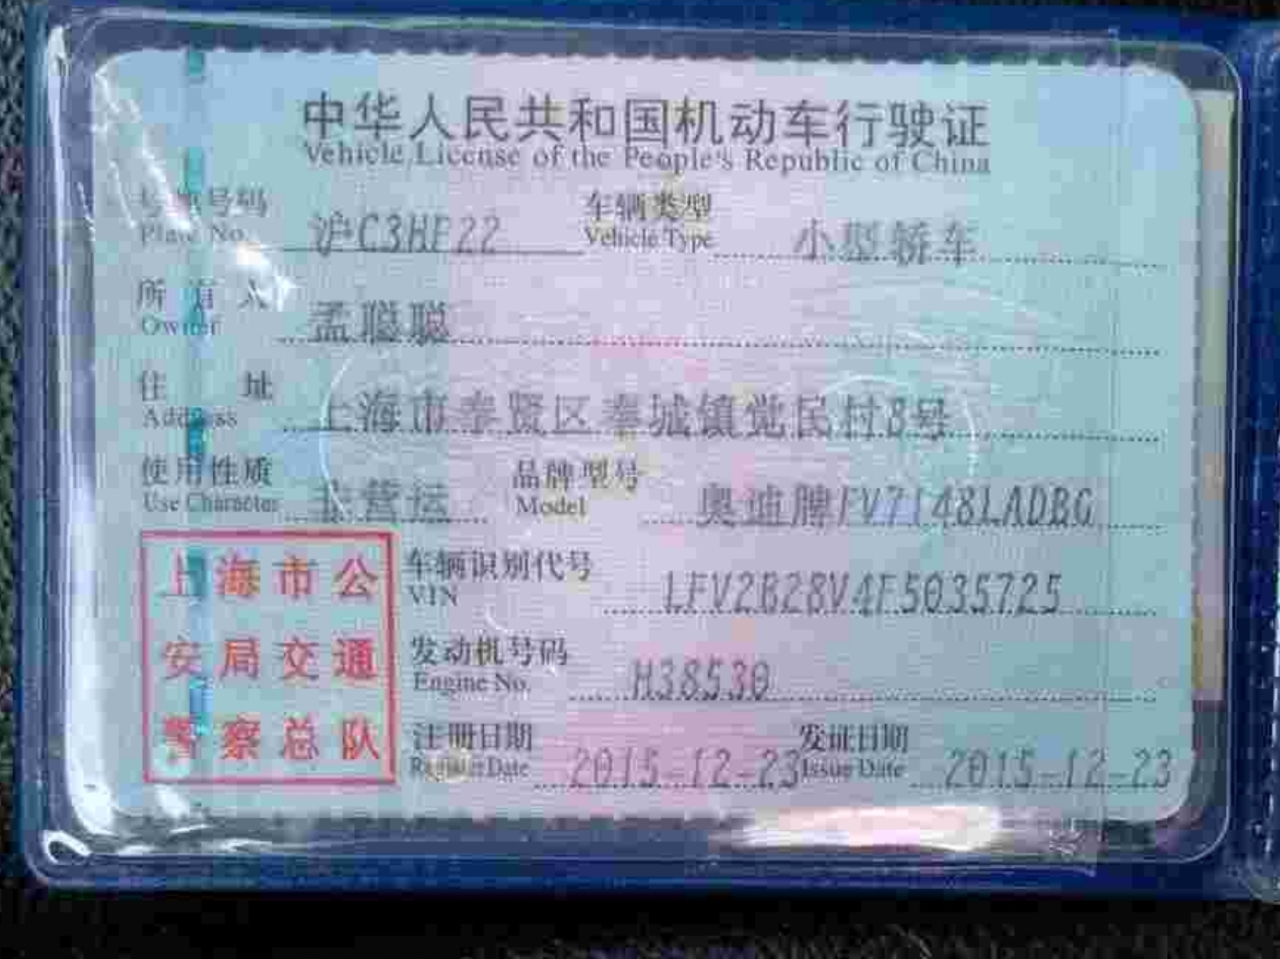 中华人民共和国机动车行驶证
Vehicle License of the People's Republic of China
号牌号码 沪C3HF22 车辆类型 小型轿车
Plate No. Vehicle Type
所有人 孟聪聪
Owner
住址 上海市奉贤区奉城镇觉民村8号
Address
使用性质 非营运 品牌型号 奥迪牌FV7148LADBG
Use Character Model
上海市公 车辆识别代号 LFV2B28V4F5035725
VIN
安局交通 发动机号码 H38530
Engine No.
警察总队 注册日期 2015-12-23 发证日期 2015-12-23
Register Date Issue Date